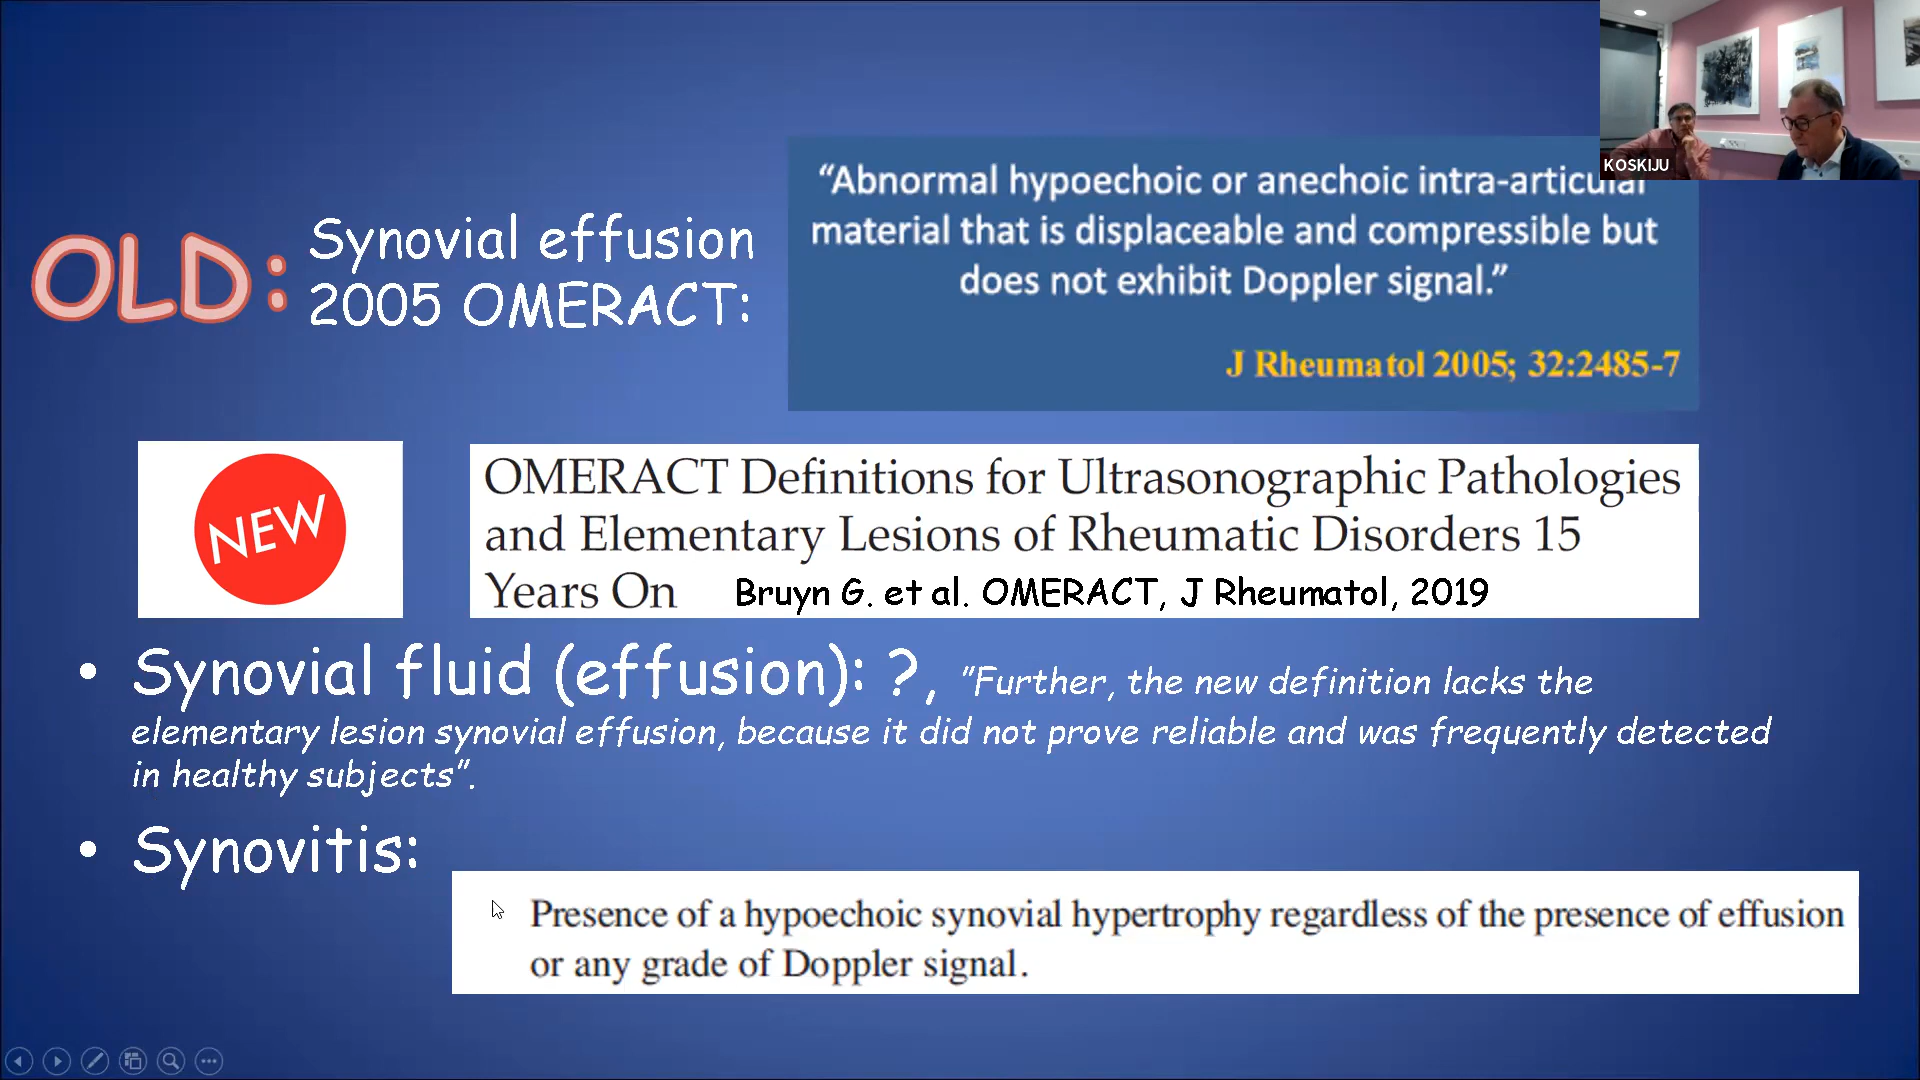 KOSKIJU
“Abnormal hypoechoic or anechoic intra-articular
material that is displaceable and compressible but
does not exhibit Doppler signal.”
J Rheumatol 2005; 32:2485-7
OLD:
Synovial effusion
2005 OMERACT:
NEW
OMERACT Definitions for Ultrasonographic Pathologies
and Elementary Lesions of Rheumatic Disorders 15
Years On
Bruyn G. et al. OMERACT, J Rheumatol, 2019
• Synovial fluid (effusion): ?, ”Further, the new definition lacks the
elementary lesion synovial effusion, because it did not prove reliable and was frequently detected
in healthy subjects”.
• Synovitis:
Presence of a hypoechoic synovial hypertrophy regardless of the presence of effusion
or any grade of Doppler signal.